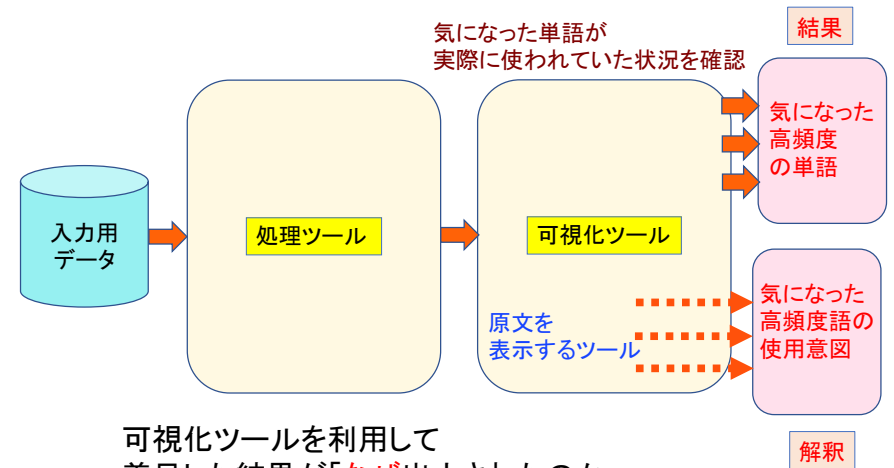 気になった単語が
実際に使われていた状況を確認
結果
気になった
高頻度
の単語
入力用
データ
処理ツール
可視化ツール
原文を
表示するツール
気になった
高頻度語の
使用意図
解釈
可視化ツールを利用して